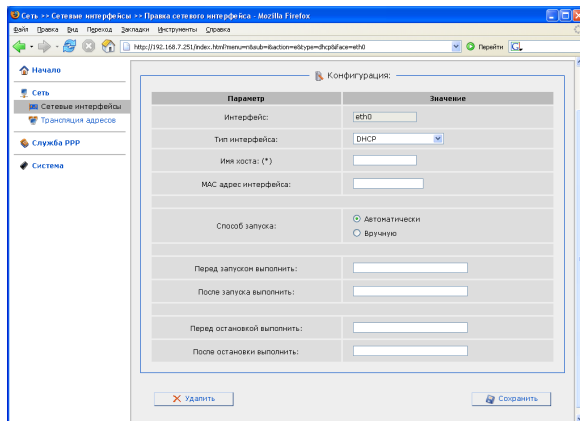 Сеть >> Сетевые интерфейсы >> Правка сетевого интерфейса - Mozilla Firefox
Файл Правка Вид Переход Закладки Инструменты Справка
http://192.168.7.251/index.html?menu=n&sub=i&action=e&type=dhcp&iface=eth0 Перейти
Начало
Сеть
Сетевые интерфейсы
Трансляция адресов
Служба PPP
Система
Конфигурация:
Параметр Значение
Интерфейс: eth0
Тип интерфейса: DHCP
Имя хоста: (*)
MAC адрес интерфейса:
Способ запуска: Автоматически
Вручную
Перед запуском выполнить:
После запуска выполнить:
Перед остановкой выполнить:
После остановки выполнить:
Удалить Сохранить